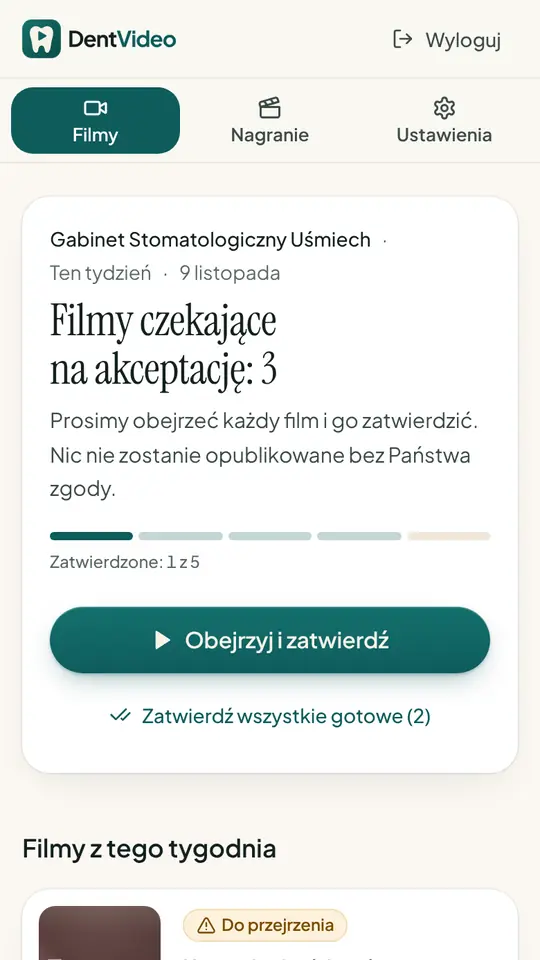 DentVideo
Wyloguj
Filmy
Nagranie
Ustawienia
Gabinet Stomatologiczny Uśmiech ·
Ten tydzień · 9 listopada
Filmy czekające
na akceptację: 3
Prosimy obejrzeć każdy film i go zatwierdzić.
Nic nie zostanie opublikowane bez Państwa
zgody.
Zatwierdzone: 1 z 5
Obejrzyj i zatwierdź
Zatwierdź wszystkie gotowe (2)
Filmy z tego tygodnia
Do przejrzenia